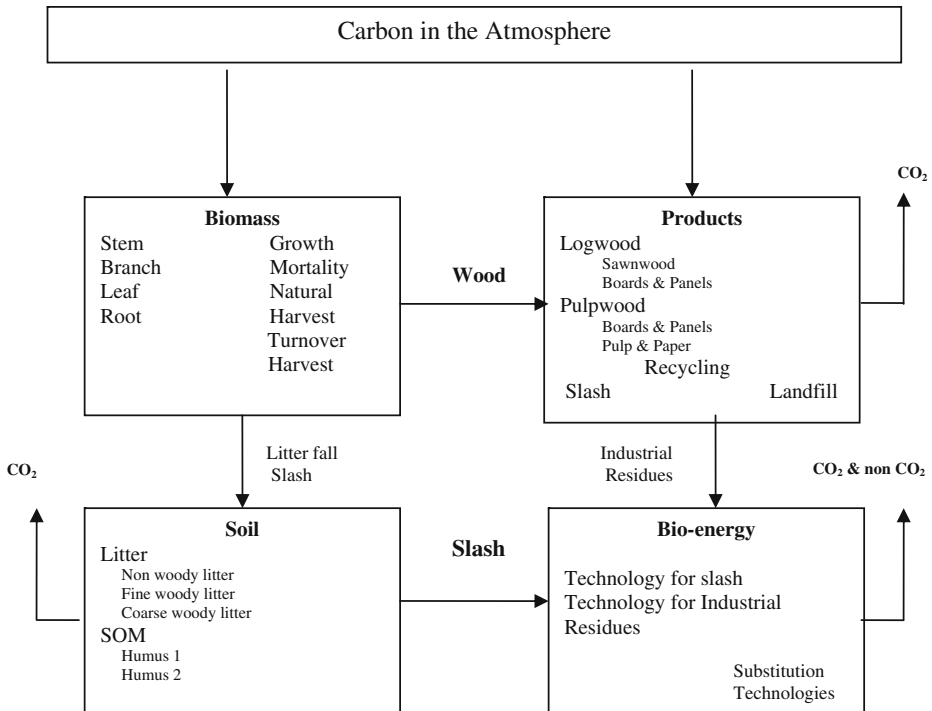 Carbon in the Atmosphere
CO₂
Biomass
Stem
Branch
Leaf
Root
Growth
Mortality
Natural
Harvest
Turnover
Harvest
Wood
Products
Logwood
Sawnwood
Boards & Panels
Pulpwood
Boards & Panels
Pulp & Paper
Recycling
Slash Landfill
Litter fall
Slash
Industrial
Residues
CO₂
CO₂ & non CO₂
Soil
Litter
Non woody litter
Fine woody litter
Coarse woody litter
SOM
Humus 1
Humus 2
Slash
Bio-energy
Technology for slash
Technology for Industrial
Residues
Substitution
Technologies